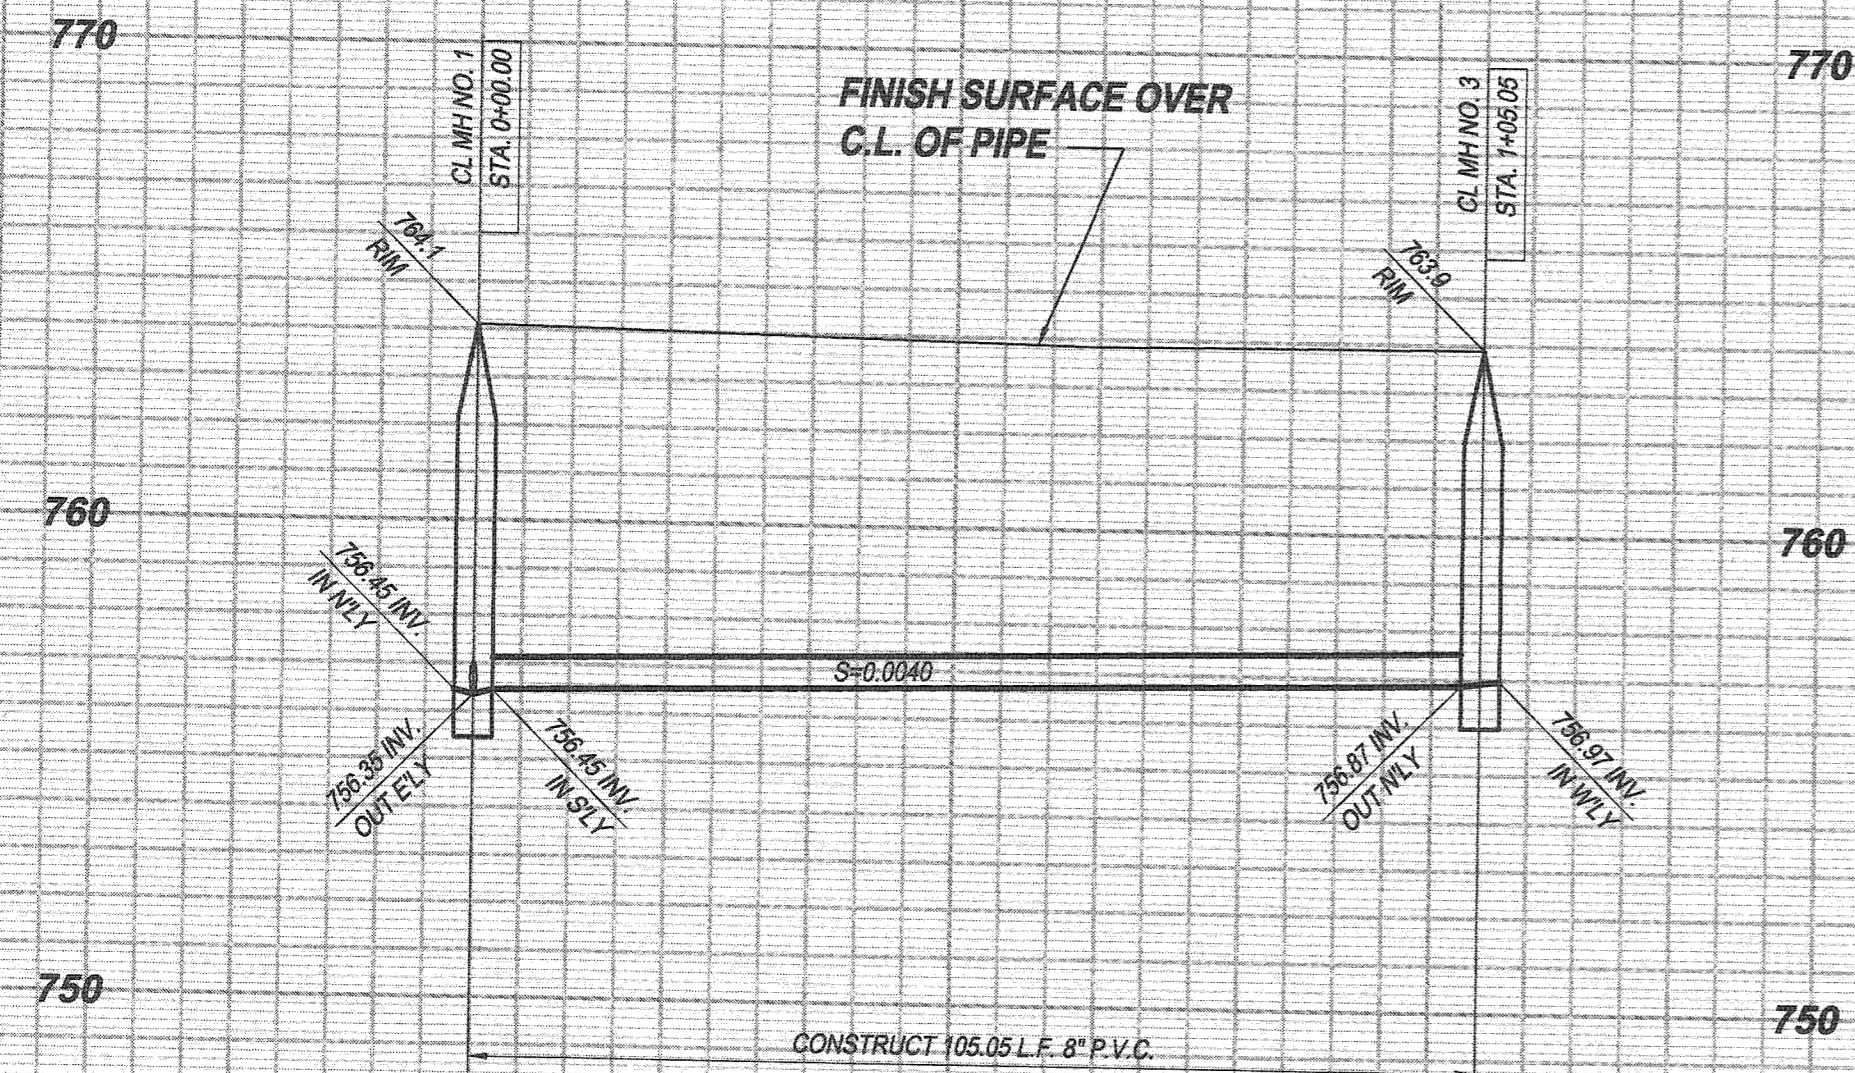 770
770
CL MH NO. 1
STA. 0+00.00
FINISH SURFACE OVER
C.L. OF PIPE
CL MH NO. 3
STA. 1+05.05
764.1
RIM
763.9
RIM
760
760
756.45 INV.
IN N'LY
S=0.0040
756.35 INV.
OUT E'LY
756.45 INV.
IN S'LY
756.87 INV.
OUT N'LY
756.97 INV.
IN W'LY
750
750
CONSTRUCT 105.05 L.F. 8" P.V.C.